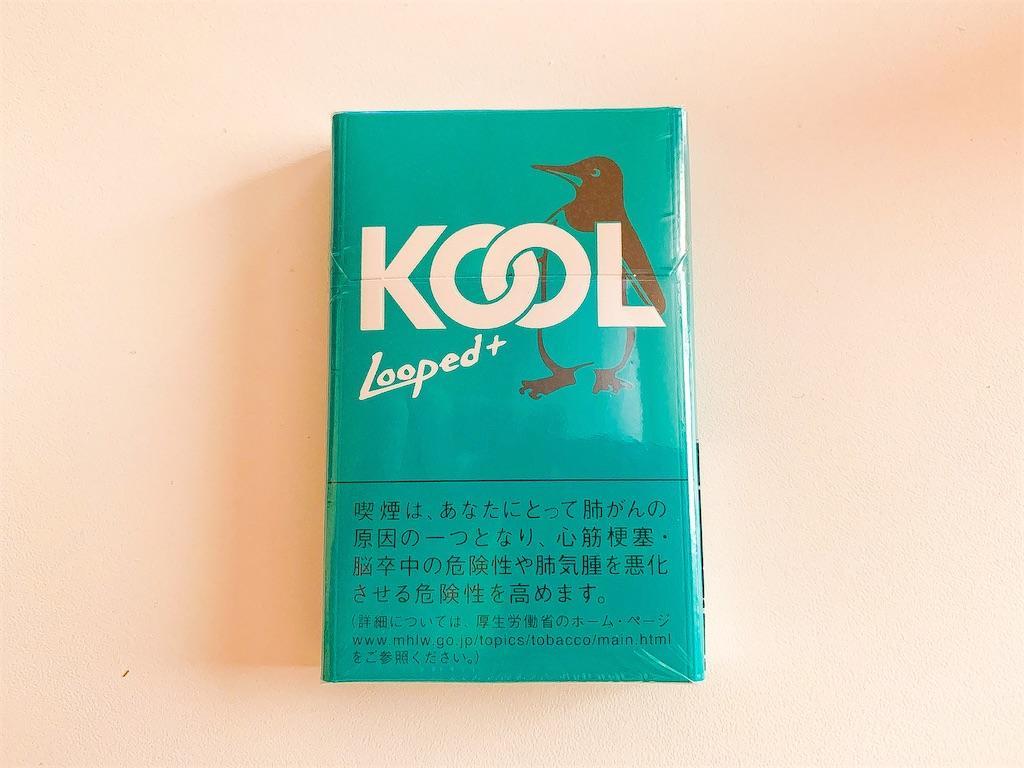 KOOL
Looped+
喫煙は、あなたにとって肺がんの
原因の一つとなり、心筋梗塞・
脳卒中の危険性や肺気腫を悪化
させる危険性を高めます。
(詳細については、厚生労働省のホーム・ページ
www.mhlw.go.jp/topics/tobacco/main.html
をご参照ください。)